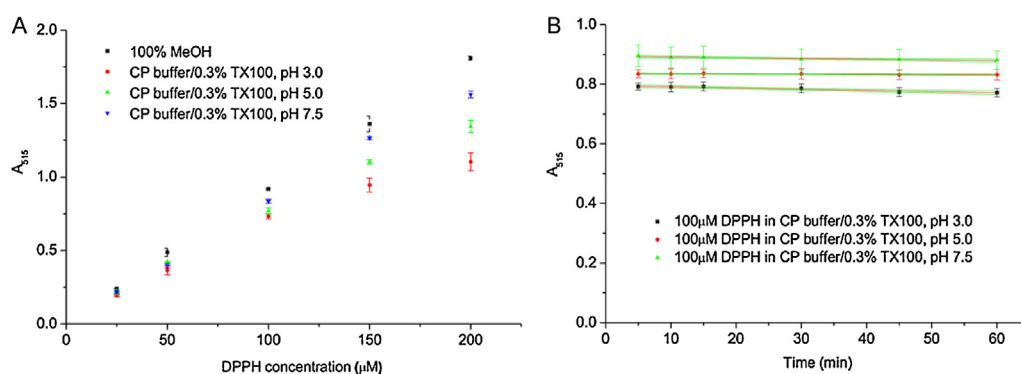 A
A₅₁₅
2.0
1.5
1.0
0.5
0.0
100% MeOH
CP buffer/0.3% TX100, pH 3.0
CP buffer/0.3% TX100, pH 5.0
CP buffer/0.3% TX100, pH 7.5
0 50 100 150 200
DPPH concentration (μM)
B
A₅₁₅
1.0
0.8
0.6
0.4
0.2
0.0
100μM DPPH in CP buffer/0.3% TX100, pH 3.0
100μM DPPH in CP buffer/0.3% TX100, pH 5.0
100μM DPPH in CP buffer/0.3% TX100, pH 7.5
0 10 20 30 40 50 60
Time (min)